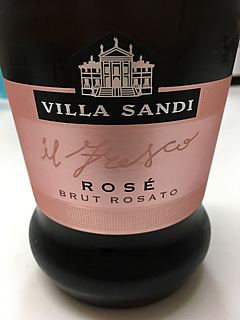 VILLA SANDI
il Fresco
ROSÉ
BRUT ROSATO